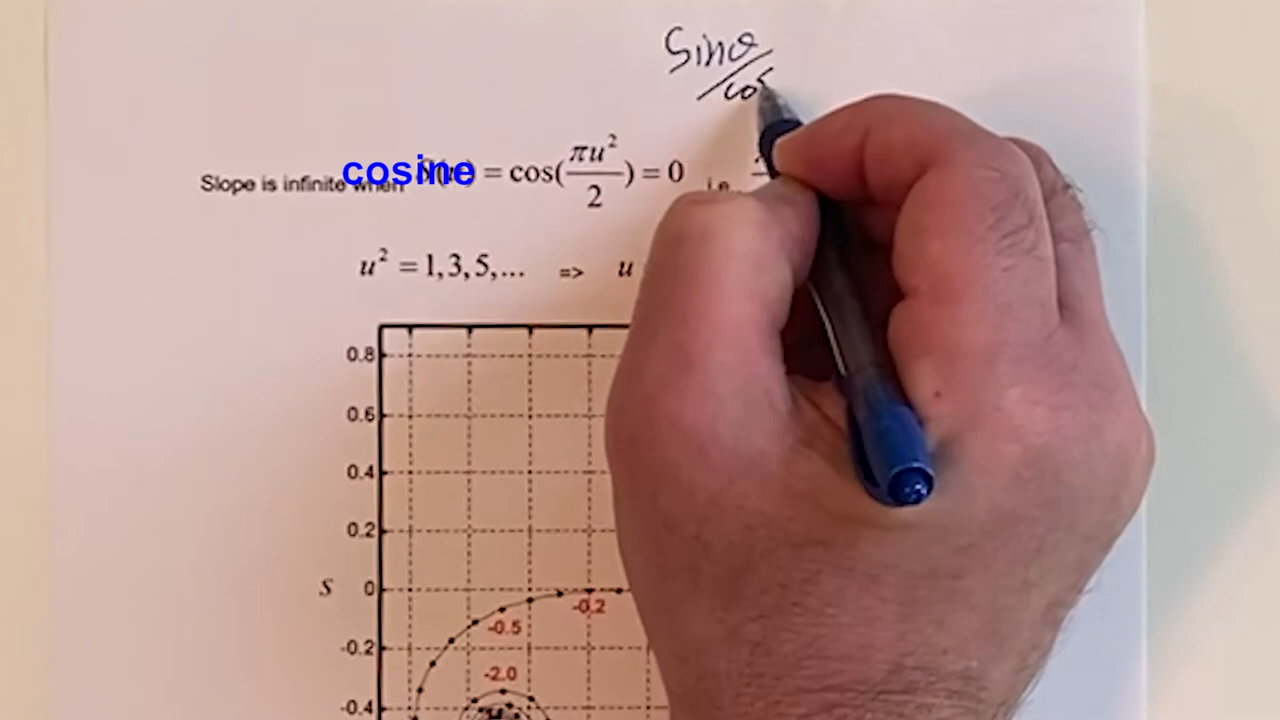 Sinθ
/cos
Slope is infinite when cosine = cos(πu²/2) = 0 i.e.,
u² = 1,3,5,... => u
0.8
0.6
0.4
0.2
S 0
-0.2
-0.5
-0.2
-2.0
-0.4